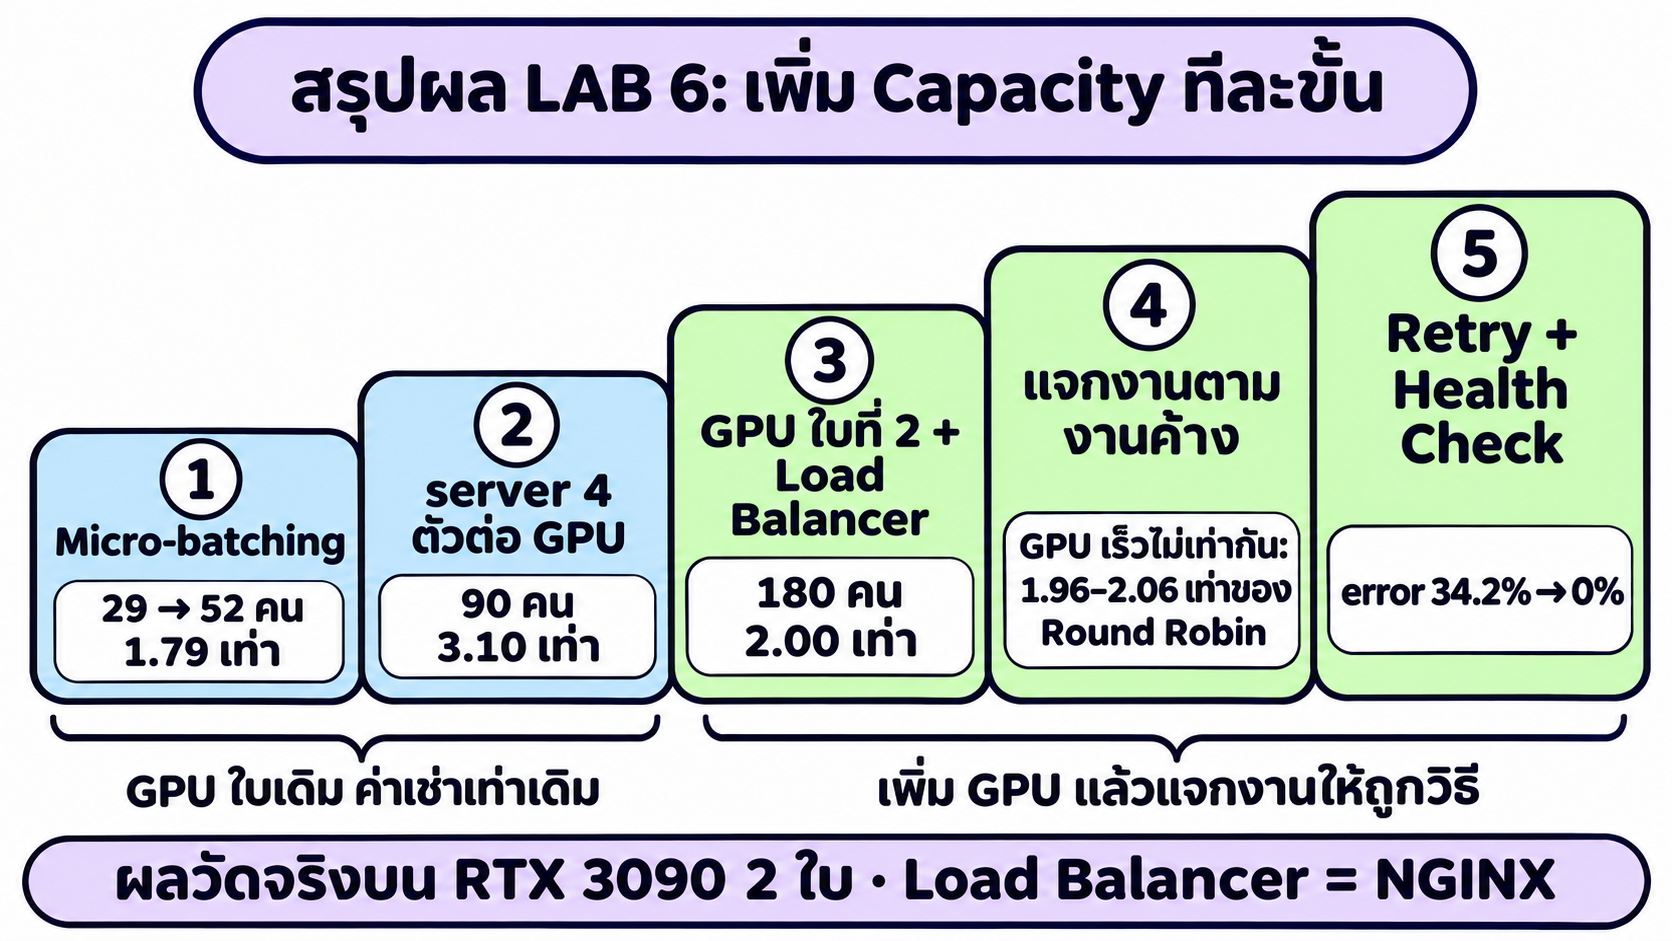 สรุปผล LAB 6: เพิ่ม Capacity ทีละขั้น
1
Micro-batching
29 → 52 คน
1.79 เท่า
2
server 4
ตัวต่อ GPU
90 คน
3.10 เท่า
3
GPU ใบที่ 2 +
Load
Balancer
180 คน
2.00 เท่า
4
แจกงานตาม
งานค้าง
GPU เร็วไม่เท่ากัน:
1.96–2.06 เท่าของ
Round Robin
5
Retry +
Health
Check
error 34.2% → 0%
GPU ใบเดิม ค่าเช่าเท่าเดิม
เพิ่ม GPU แล้วแจกงานให้ถูกวิธี
ผลวัดจริงบน RTX 3090 2 ใบ · Load Balancer = NGINX